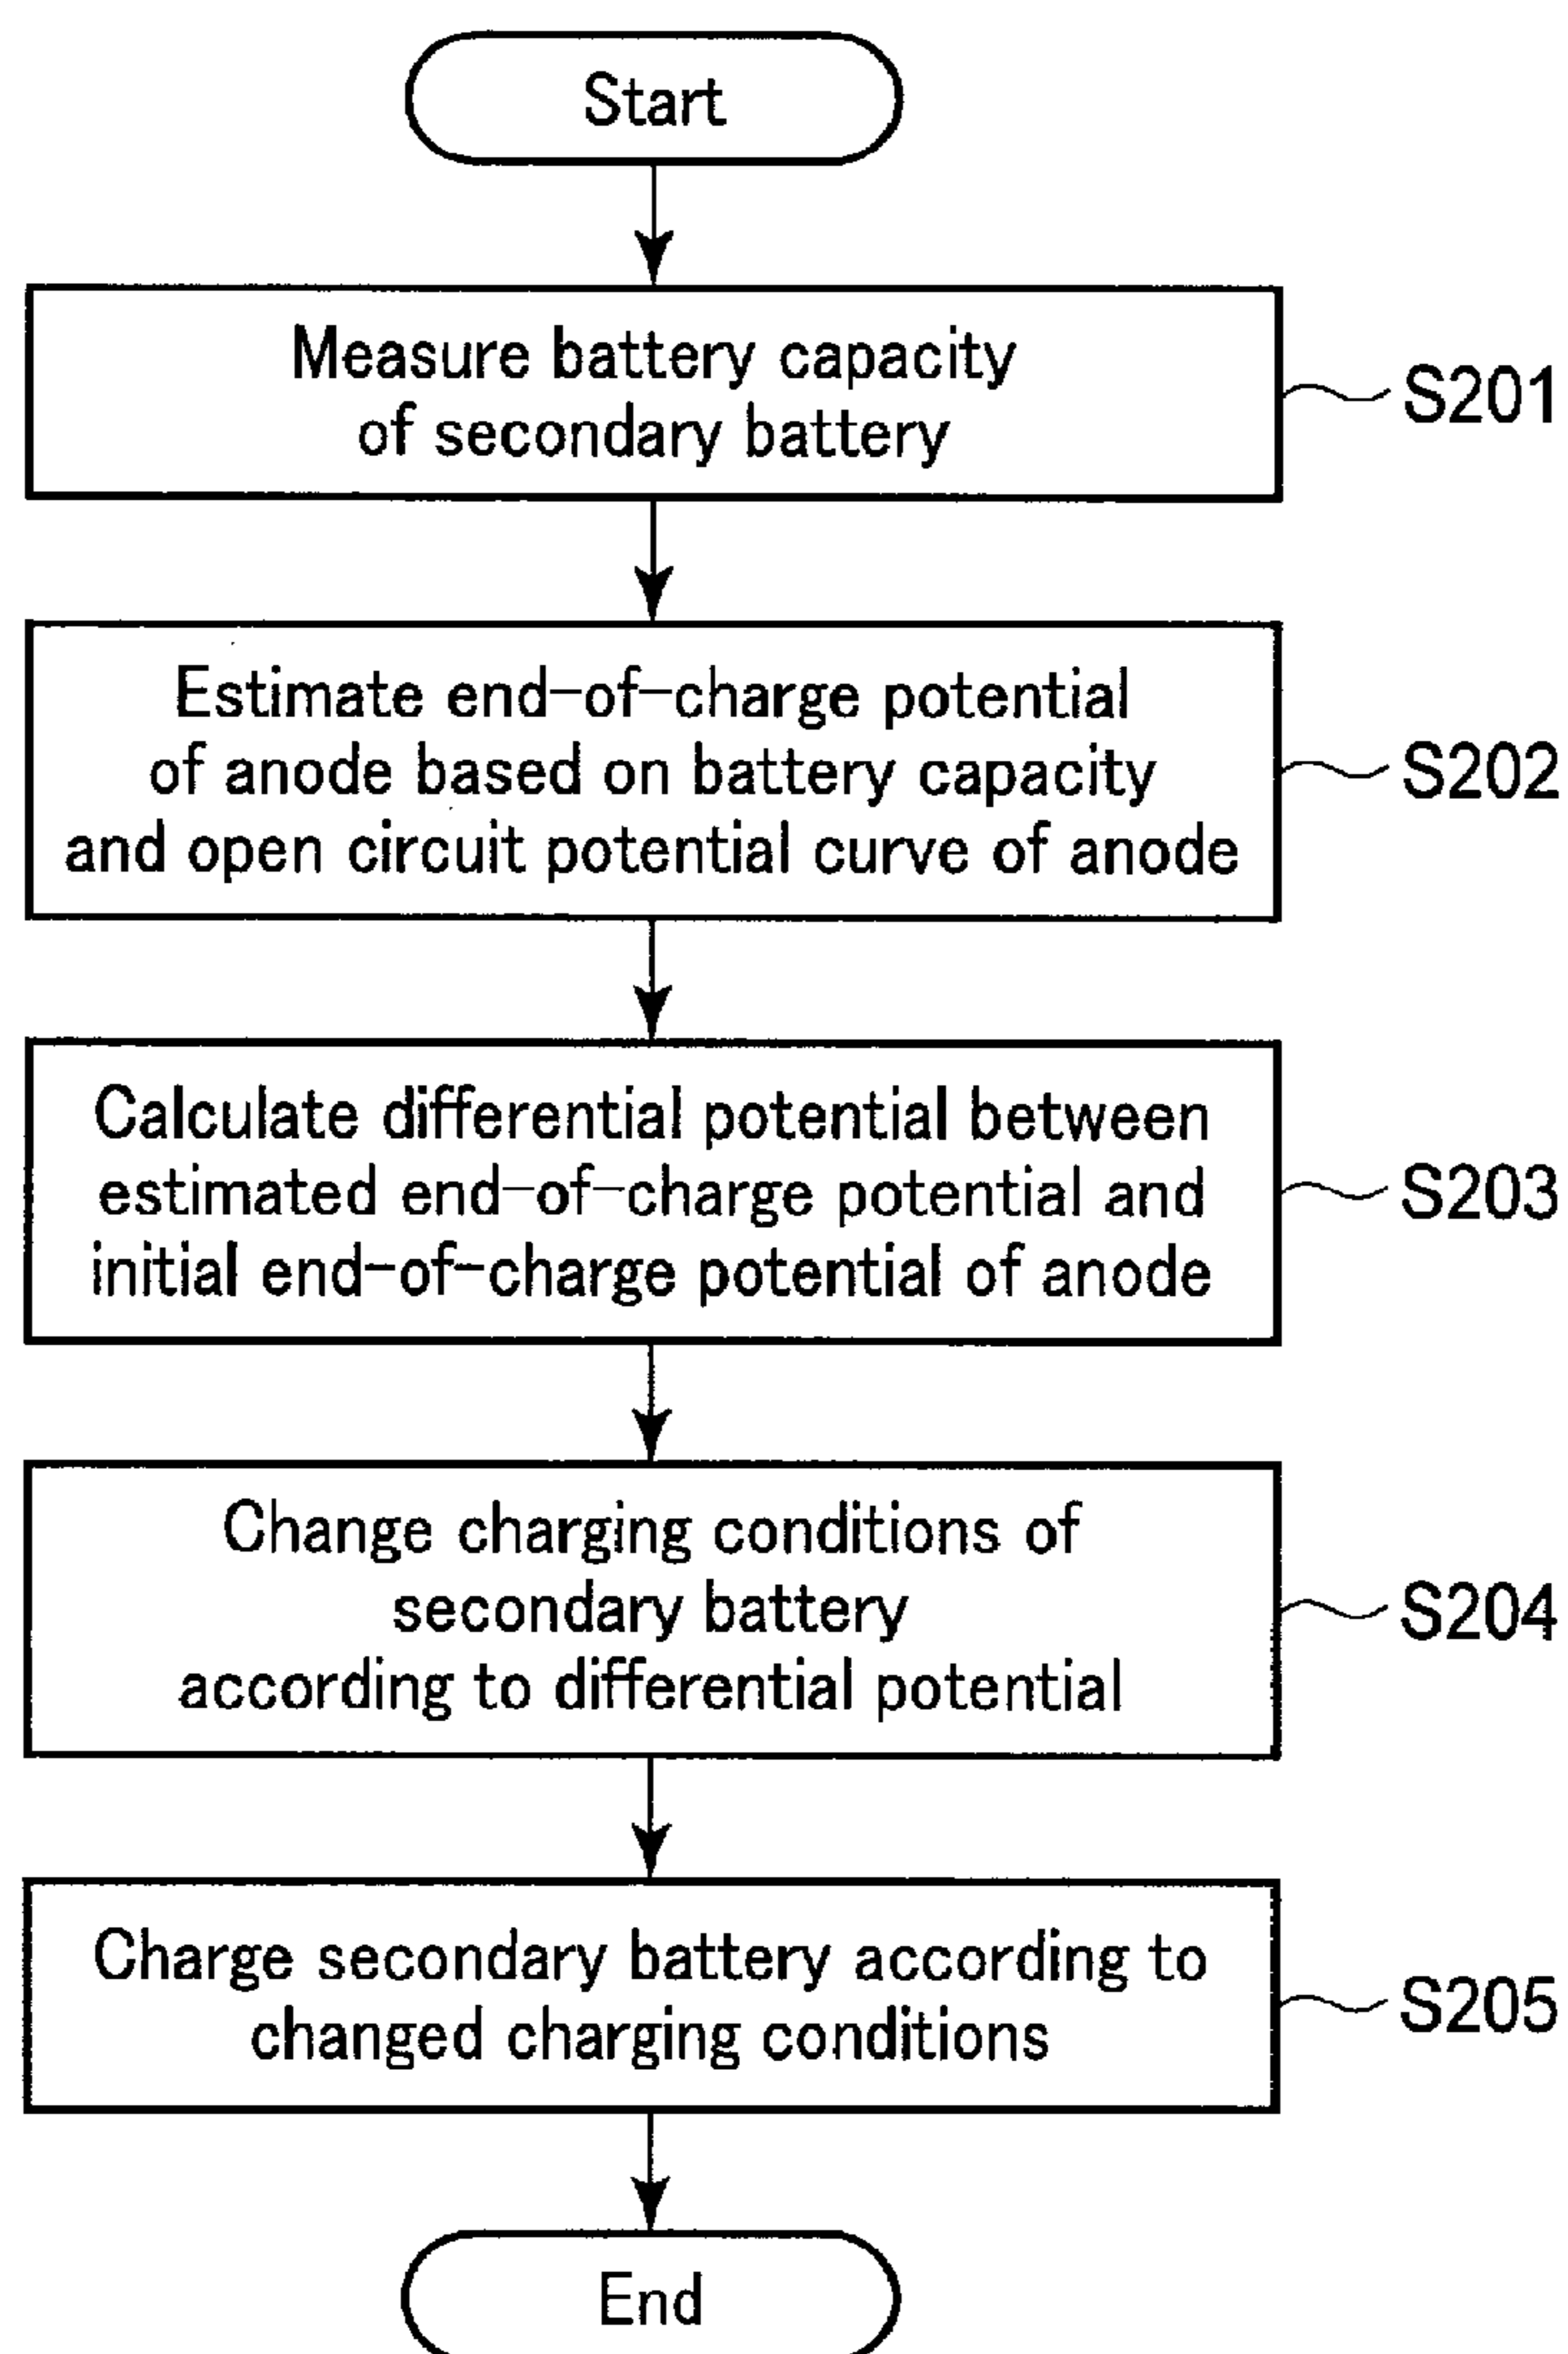 Start
Measure battery capacity
of secondary battery
S201
Estimate end-of-charge potential
of anode based on battery capacity
and open circuit potential curve of anode
S202
Calculate differential potential between
estimated end-of-charge potential and
initial end-of-charge potential of anode
S203
Change charging conditions of
secondary battery
according to differential potential
S204
Charge secondary battery according to
changed charging conditions
S205
End